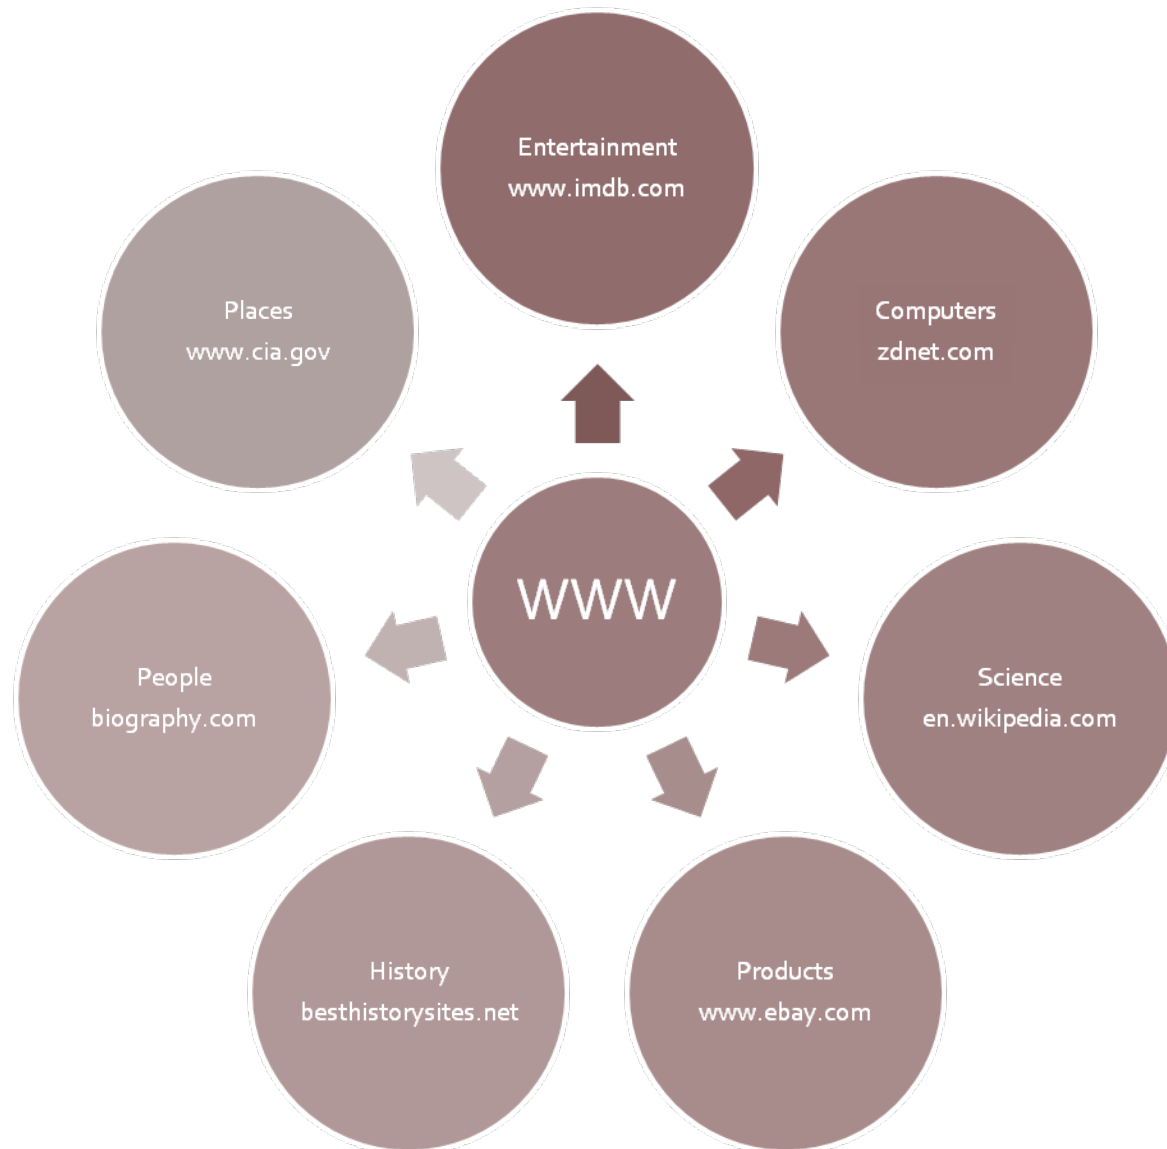 Entertainment
www.imdb.com
Places
www.cia.gov
Computers
zdnet.com
WWW
People
biography.com
Science
en.wikipedia.com
History
besthistorysites.net
Products
www.ebay.com